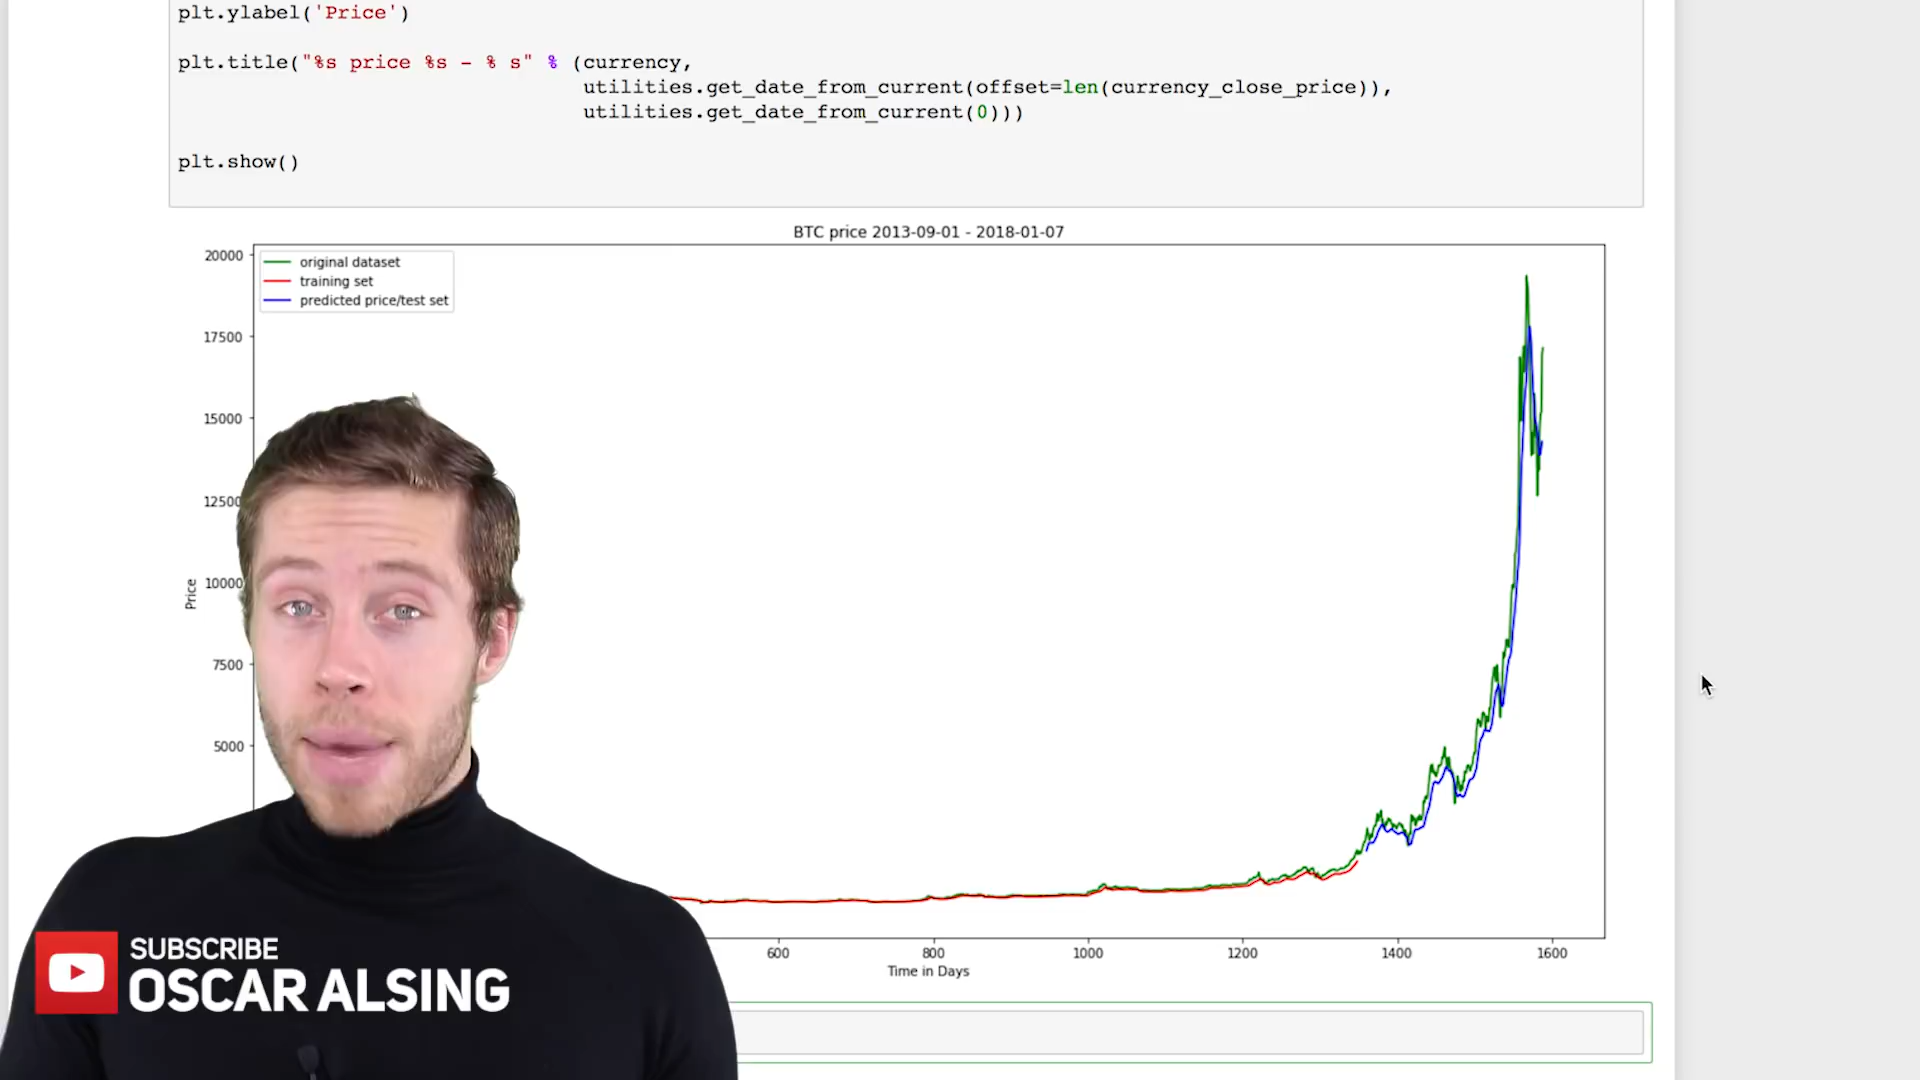 plt.ylabel('Price')
plt.title("%s price %s - % s" % (currency,
utilities.get_date_from_current(offset=len(currency_close_price)),
utilities.get_date_from_current(0)))
plt.show()
BTC price 2013-09-01 - 2018-01-07
original dataset
training set
predicted price/test set
20000
17500
15000
12500
10000
7500
5000
Price
600 800 1000 1200 1400 1600
Time in Days
SUBSCRIBE
OSCAR ALSING